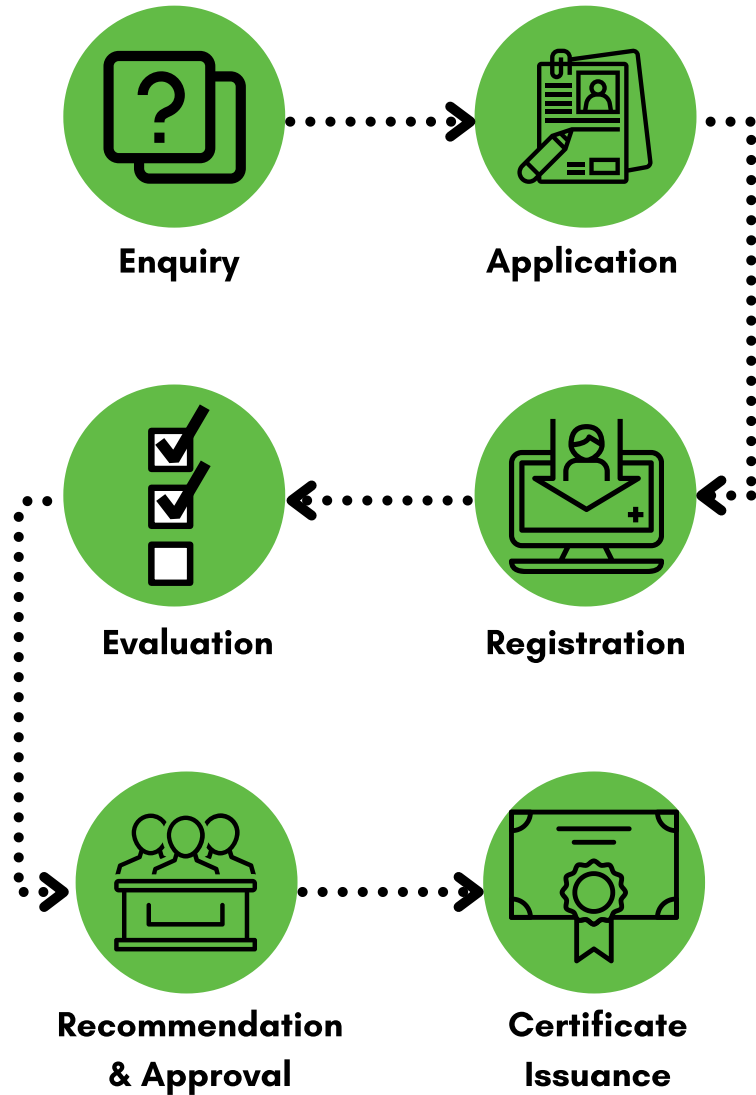 ?
Enquiry
Application
Registration
Evaluation
Recommendation
& Approval
Certificate
Issuance